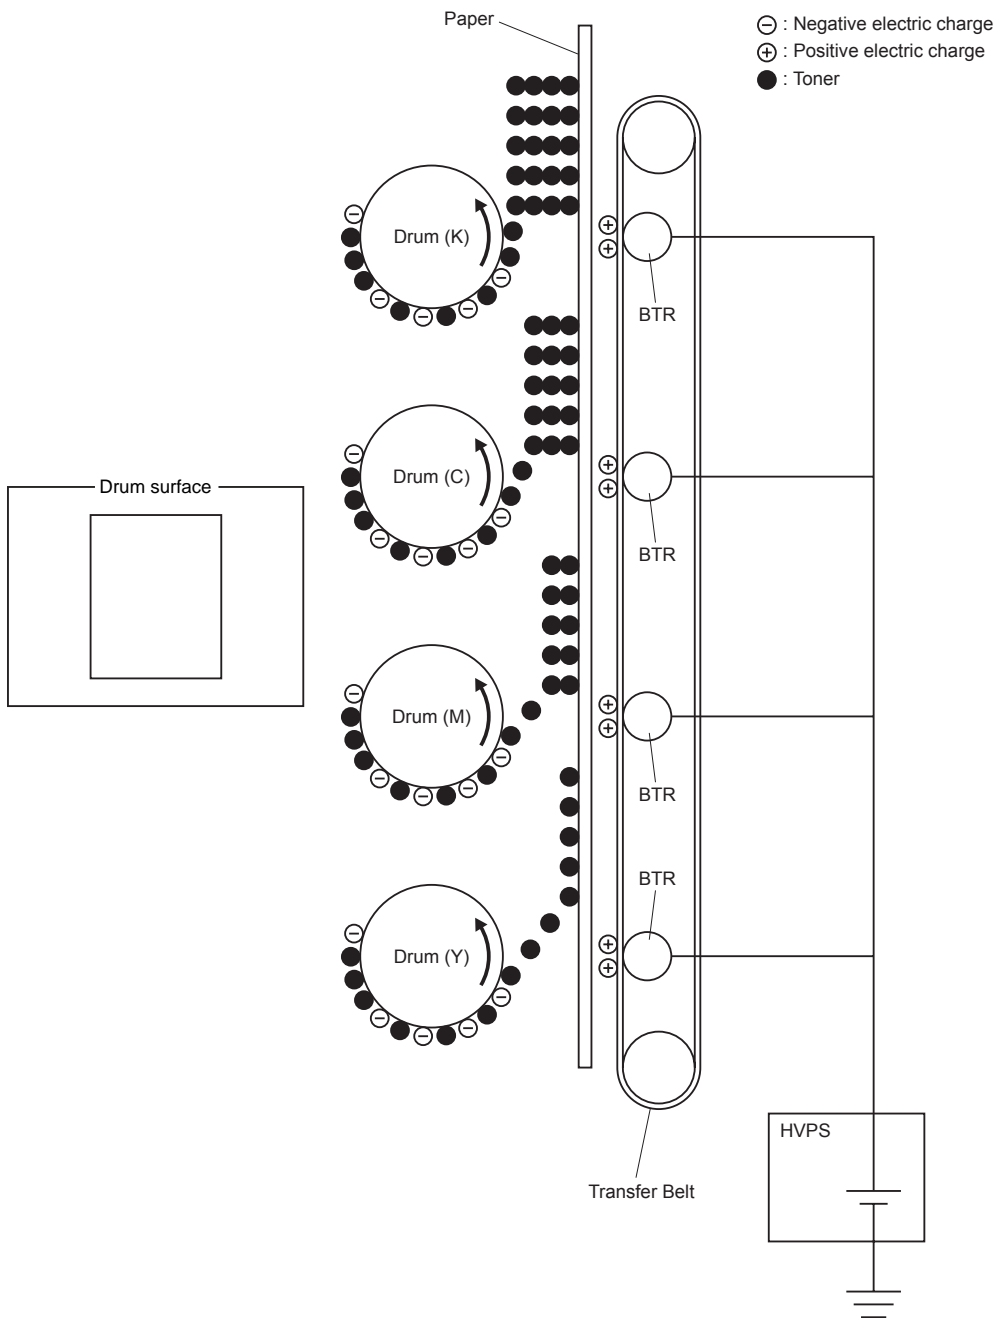 Paper
⊖ : Negative electric charge
⊕ : Positive electric charge
● : Toner
Drum (K)
BTR
Drum (C)
BTR
Drum surface
Drum (M)
BTR
BTR
Drum (Y)
HVPS
Transfer Belt